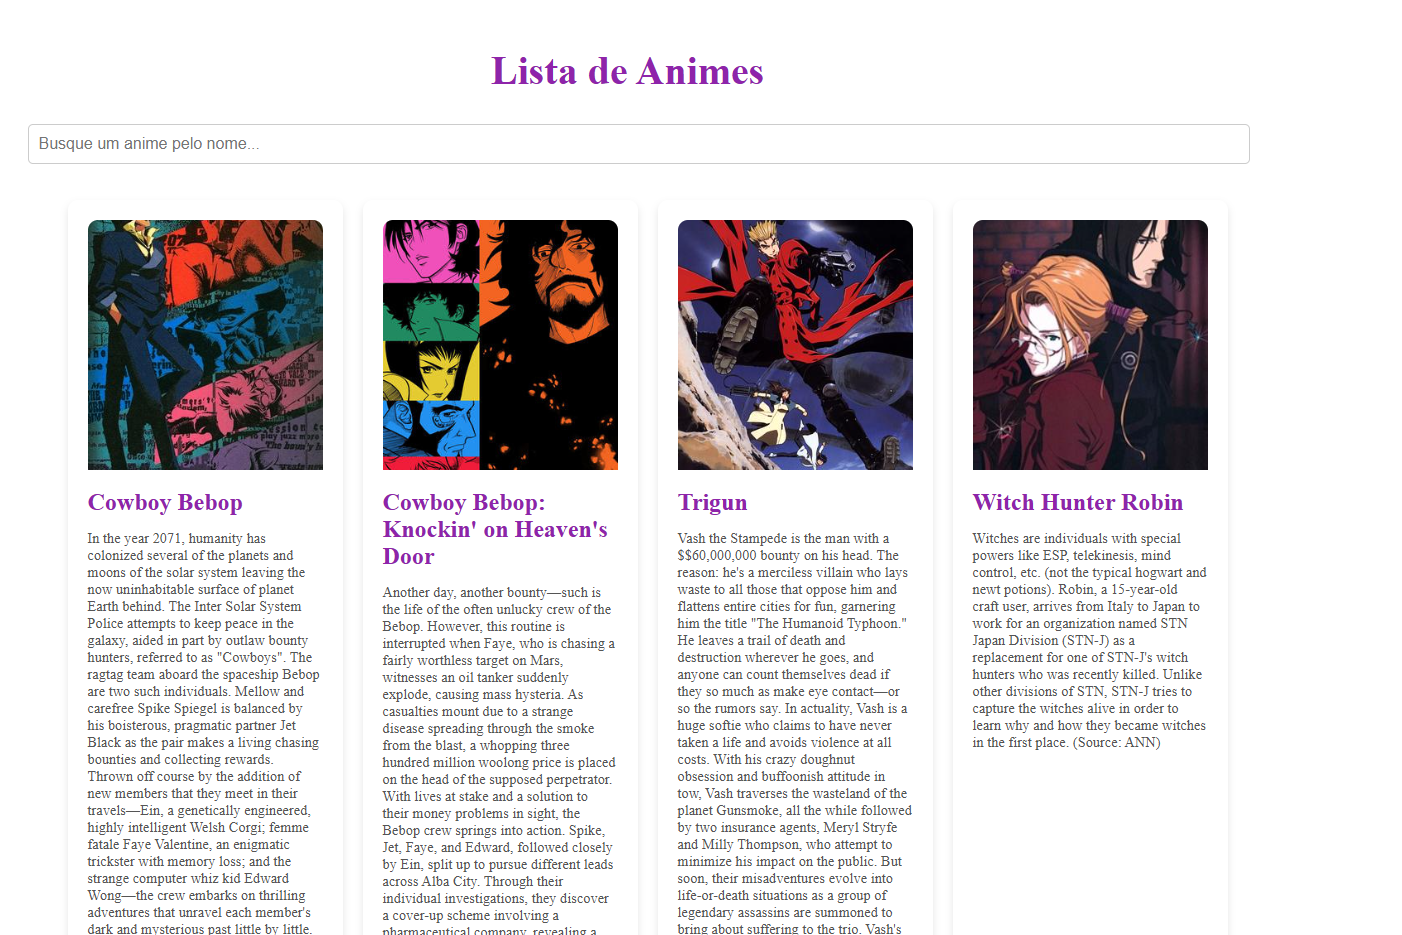 Lista de Animes
Busque um anime pelo nome...
Cowboy Bebop
In the year 2071, humanity has
colonized several of the planets and
moons of the solar system leaving the
now uninhabitable surface of planet
Earth behind. The Inter Solar System
Police attempts to keep peace in the
galaxy, aided in part by outlaw bounty
hunters, referred to as "Cowboys". The
ragtag team aboard the spaceship Bebop
are two such individuals. Mellow and
carefree Spike Spiegel is balanced by
his boisterous, pragmatic partner Jet
Black as the pair makes a living chasing
bounties and collecting rewards.
Thrown off course by the addition of
new members that they meet in their
travels—Ein, a genetically engineered,
highly intelligent Welsh Corgi; femme
fatale Faye Valentine, an enigmatic
trickster with memory loss; and the
strange computer whiz kid Edward
Wong—the crew embarks on thrilling
adventures that unravel each member's
dark and mysterious past little by little.
Cowboy Bebop:
Knockin' on Heaven's
Door
Another day, another bounty—such is
the life of the often unlucky crew of the
Bebop. However, this routine is
interrupted when Faye, who is chasing a
fairly worthless target on Mars,
witnesses an oil tanker suddenly
explode, causing mass hysteria. As
casualties mount due to a strange
disease spreading through the smoke
from the blast, a whopping three
hundred million woolong price is placed
on the head of the supposed perpetrator.
With lives at stake and a solution to
their money problems in sight, the
Bebop crew springs into action. Spike,
Jet, Faye, and Edward, followed closely
by Ein, split up to pursue different leads
across Alba City. Through their
individual investigations, they discover
a cover-up scheme involving a
pharmaceutical company, revealing a
Trigun
Vash the Stampede is the man with a
$$60,000,000 bounty on his head. The
reason: he's a merciless villain who lays
waste to all those that oppose him and
flattens entire cities for fun, garnering
him the title "The Humanoid Typhoon."
He leaves a trail of death and
destruction wherever he goes, and
anyone can count themselves dead if
they so much as make eye contact—or
so the rumors say. In actuality, Vash is a
huge softie who claims to have never
taken a life and avoids violence at all
costs. With his crazy doughnut
obsession and buffoonish attitude in
tow, Vash traverses the wasteland of the
planet Gunsmoke, all the while followed
by two insurance agents, Meryl Stryfe
and Milly Thompson, who attempt to
minimize his impact on the public. But
soon, their misadventures evolve into
life-or-death situations as a group of
legendary assassins are summoned to
bring about suffering to the trio. Vash's
Witch Hunter Robin
Witches are individuals with special
powers like ESP, telekinesis, mind
control, etc. (not the typical hogwart and
newt potions). Robin, a 15-year-old
craft user, arrives from Italy to Japan to
work for an organization named STN
Japan Division (STN-J) as a
replacement for one of STN-J's witch
hunters who was recently killed. Unlike
other divisions of STN, STN-J tries to
capture the witches alive in order to
learn why and how they became witches
in the first place. (Source: ANN)